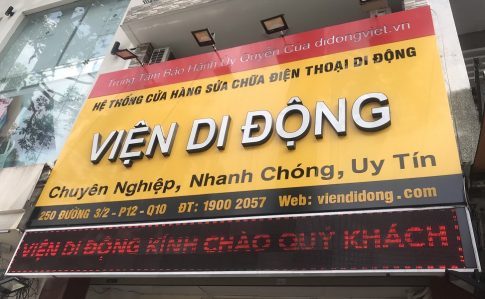 Trung Tâm Bảo Hành Ủy Quyền Của didongviet.vn
HỆ THỐNG CỬA HÀNG SỬA CHỮA ĐIỆN THOẠI DI ĐỘNG
VIỆN DI ĐỘNG
Chuyên Nghiệp, Nhanh Chóng, Uy Tín
250 ĐƯỜNG 3/2 - P12 - Q10 ĐT: 1900 2057 Web: viendidong.com
VIỆN DI ĐỘNG KÍNH CHÀO QUÝ KHÁCH